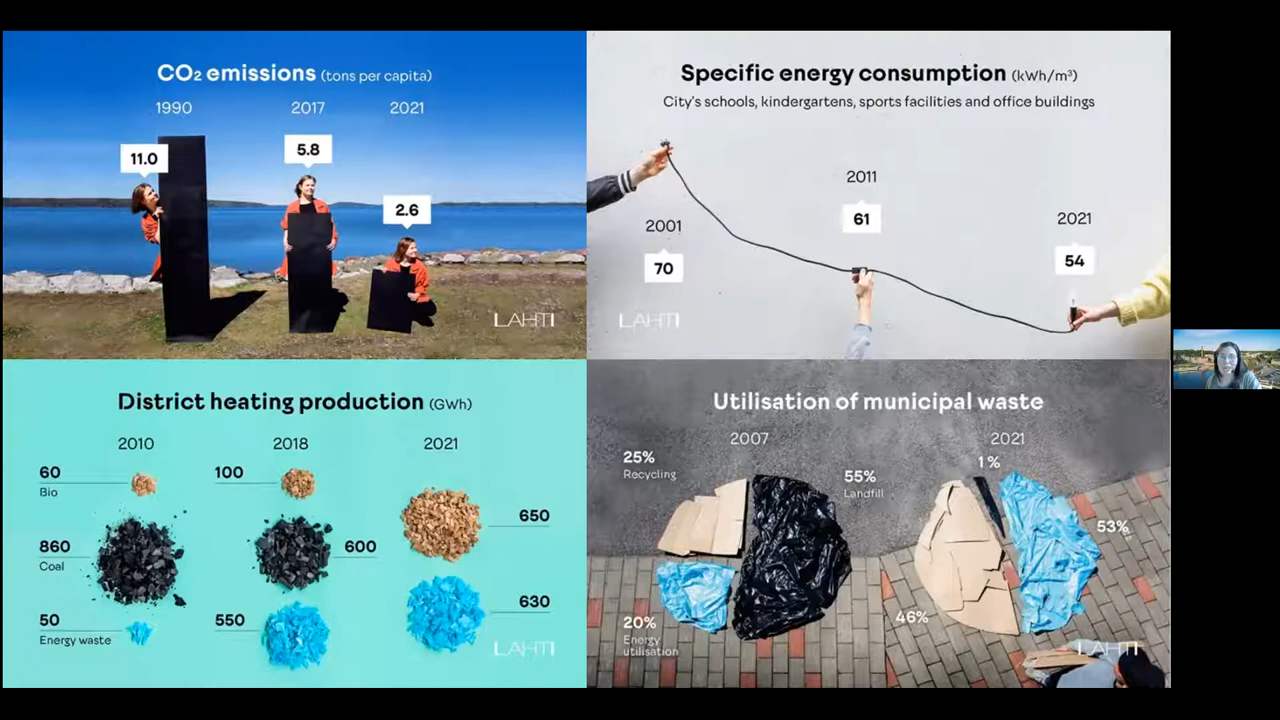 CO₂ emissions (tons per capita)
1990
2017
2021
11.0
5.8
2.6
LAHTI
Specific energy consumption (kWh/m³)
City's schools, kindergartens, sports facilities and office buildings
2001
70
2011
61
2021
54
LAHTI
District heating production (GWh)
2010
2018
2021
60
Bio
100
650
860
Coal
600
50
Energy waste
550
630
LAHTI
Utilisation of municipal waste
2007
2021
25%
Recycling
55%
Landfill
20%
Energy
utilisation
1 %
53%
46%
LAHTI